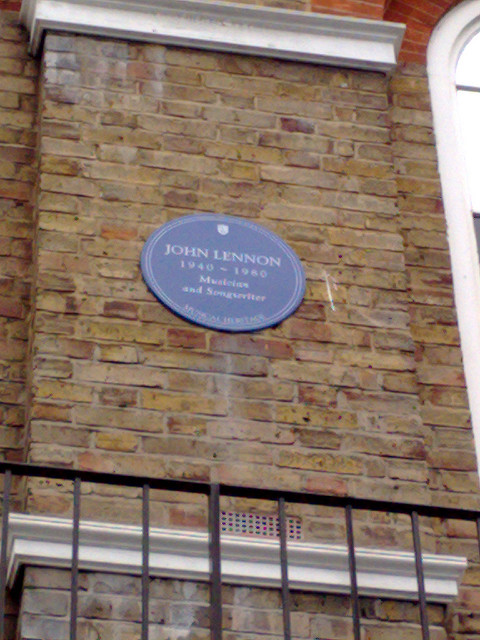 JOHN LENNON
1940 ~ 1980
Musician
and Songwriter
MUSICAL HERITAGE